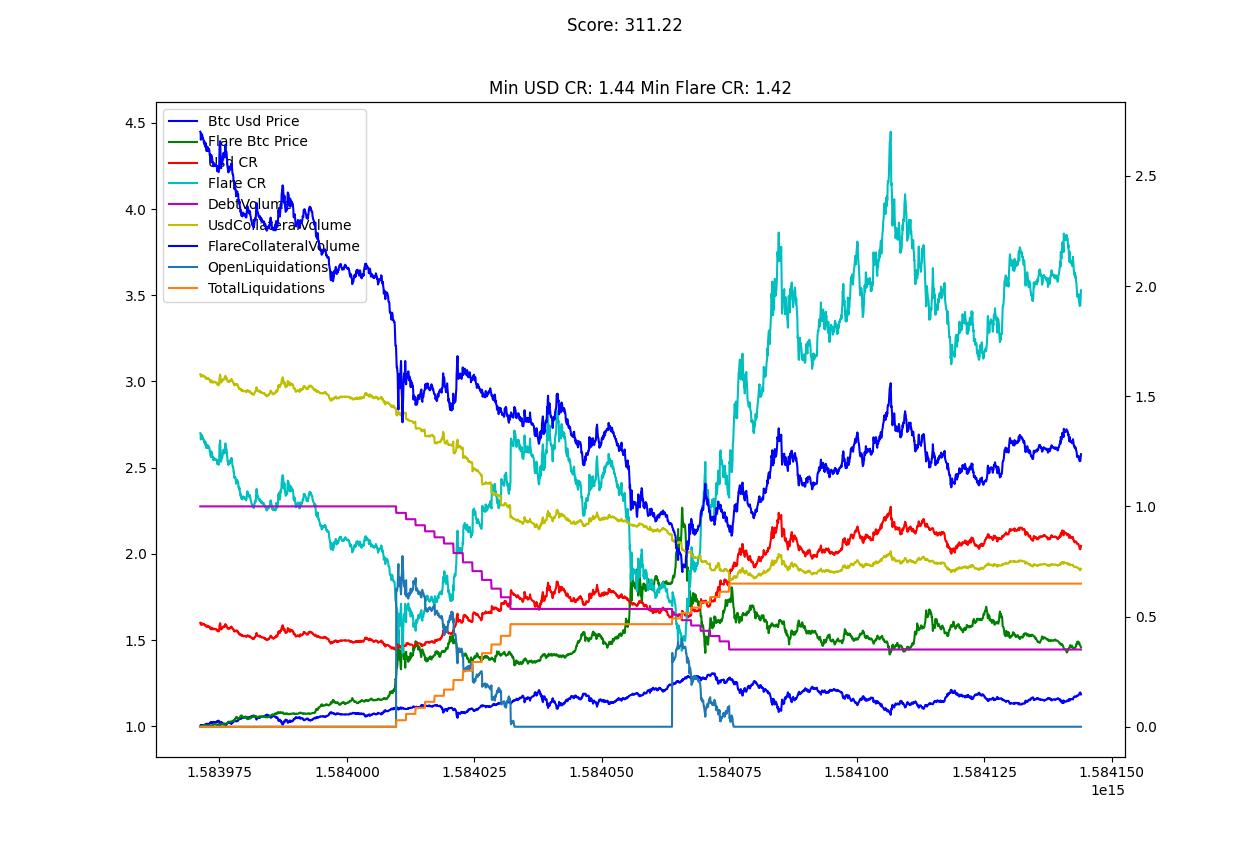 Score: 311.22
Min USD CR: 1.44 Min Flare CR: 1.42
Btc Usd Price
Flare Btc Price
Usd CR
Flare CR
DebtVolume
UsdCollateralVolume
FlareCollateralVolume
OpenLiquidations
TotalLiquidations
4.5
4.0
3.5
3.0
2.5
2.0
1.5
1.0
2.5
2.0
1.5
1.0
0.5
0.0
1.583975
1.584000
1.584025
1.584050
1.584075
1.584100
1.584125
1.584150
1e15